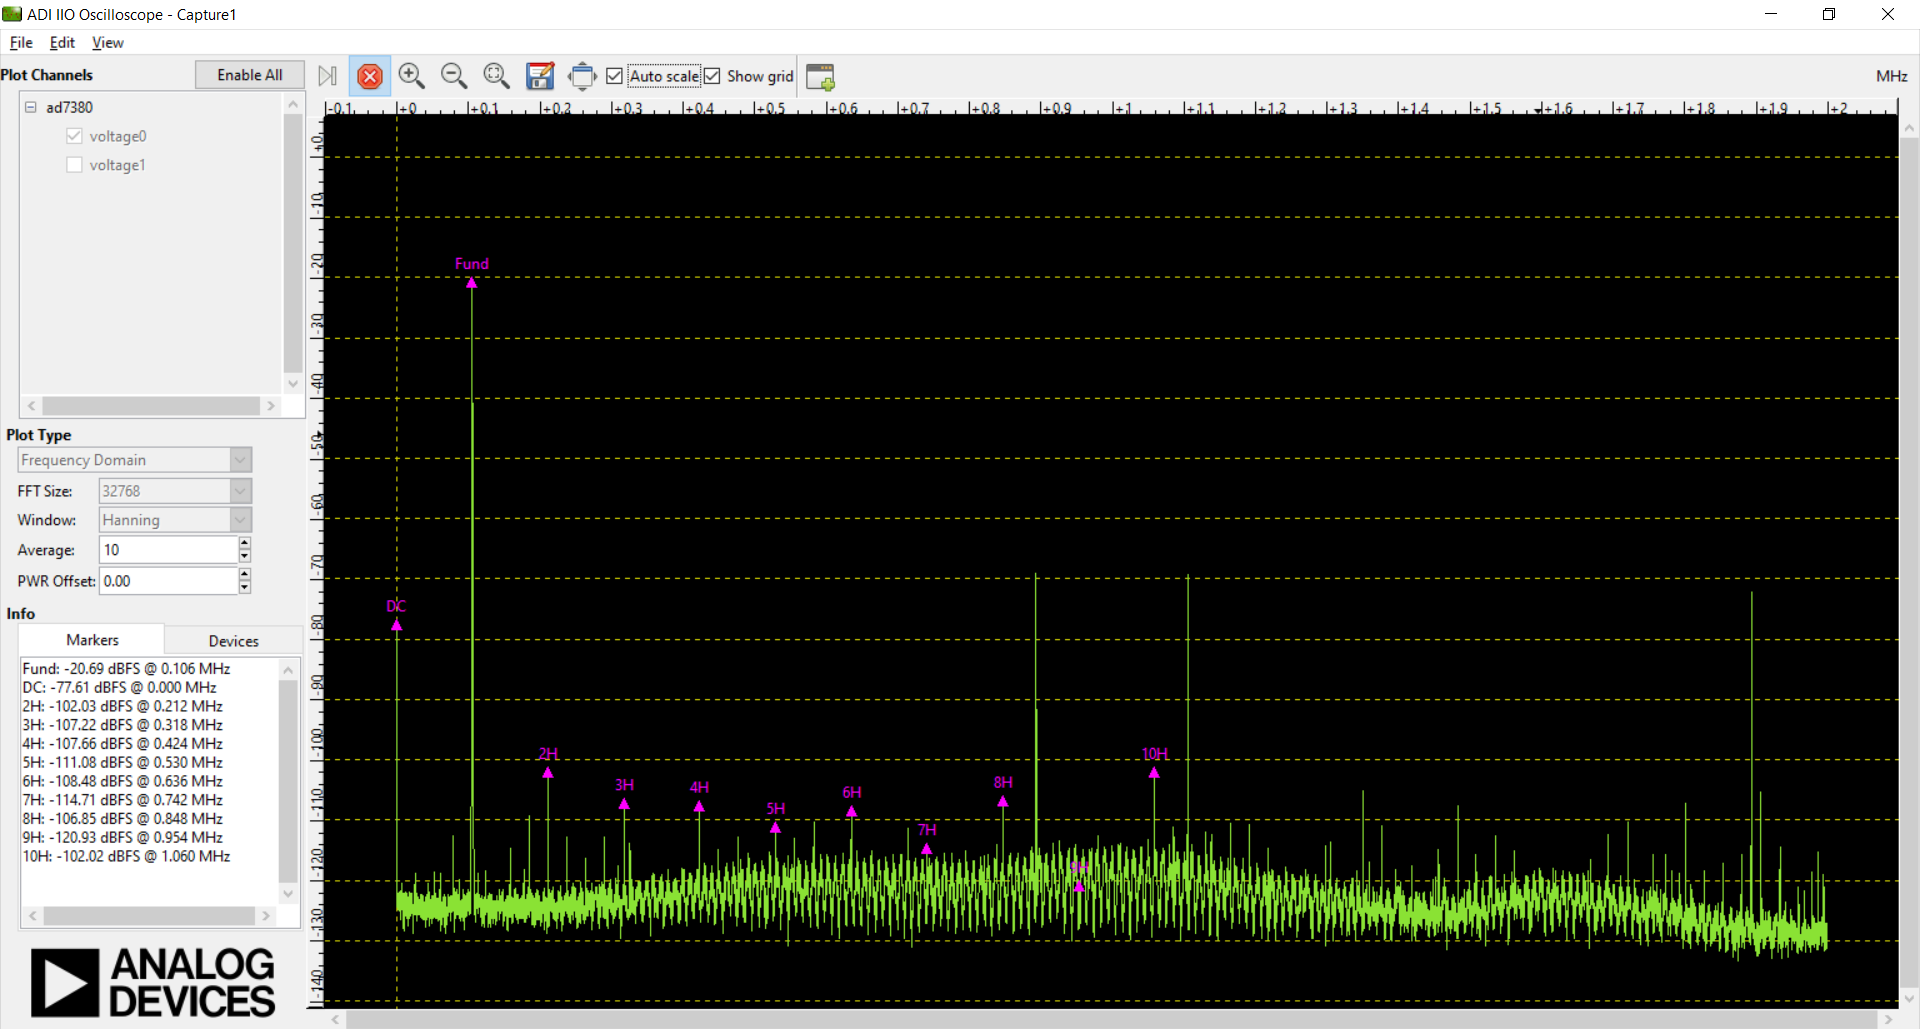 ADI IIO Oscilloscope - Capture1
File Edit View
Plot Channels Enable All Auto scale Show grid MHz
ad7380
voltage0
voltage1
-0.1 +0 +0.1 +0.2 +0.3 +0.4 +0.5 +0.6 +0.7 +0.8 +0.9 +1 +1.1 +1.2 +1.3 +1.4 +1.5 +1.6 +1.7 +1.8 +1.9 +2
+0
-10
-20
-30
-40
-50
-60
-70
-80
-90
-100
-110
-120
-130
-140
Fund
DC
2H
3H
4H
5H
6H
7H
8H
9H
10H
Plot Type
Frequency Domain
FFT Size: 32768
Window: Hanning
Average: 10
PWR Offset: 0.00
Info
Markers Devices
Fund: -20.69 dBFS @ 0.106 MHz
DC: -77.61 dBFS @ 0.000 MHz
2H: -102.03 dBFS @ 0.212 MHz
3H: -107.22 dBFS @ 0.318 MHz
4H: -107.66 dBFS @ 0.424 MHz
5H: -111.08 dBFS @ 0.530 MHz
6H: -108.48 dBFS @ 0.636 MHz
7H: -114.71 dBFS @ 0.742 MHz
8H: -106.85 dBFS @ 0.848 MHz
9H: -120.93 dBFS @ 0.954 MHz
10H: -102.02 dBFS @ 1.060 MHz
ANALOG
DEVICES